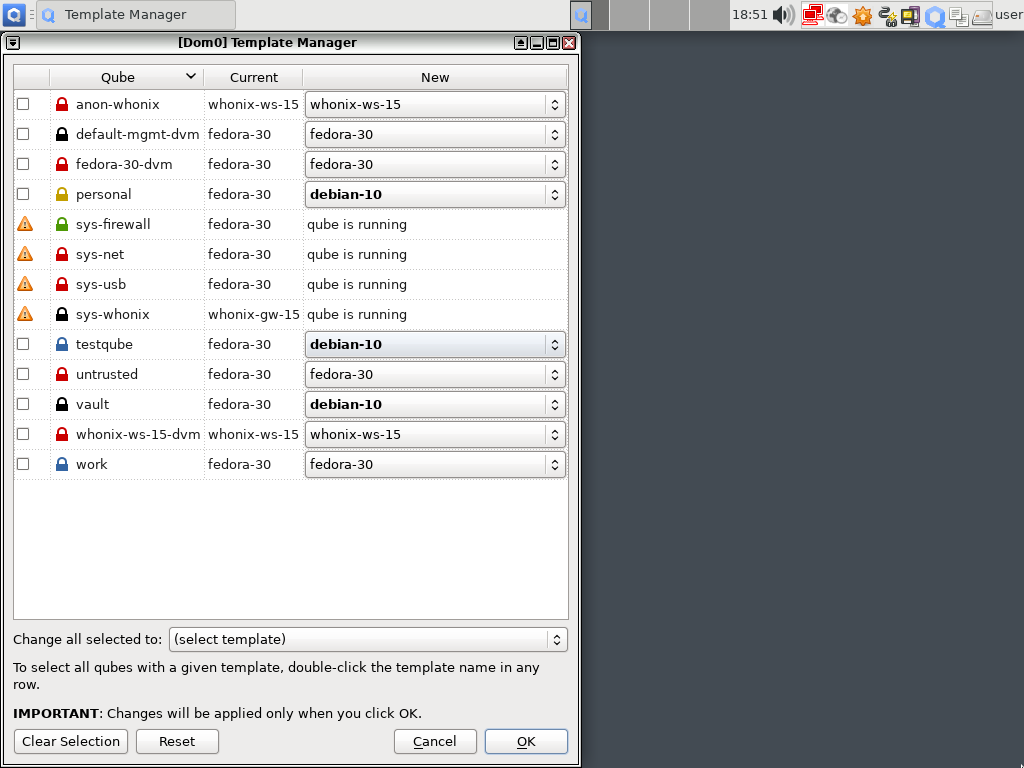 Template Manager
18:51
user
[Dom0] Template Manager
Qube Current New
anon-whonix whonix-ws-15 whonix-ws-15
default-mgmt-dvm fedora-30 fedora-30
fedora-30-dvm fedora-30 fedora-30
personal fedora-30 debian-10
sys-firewall fedora-30 qube is running
sys-net fedora-30 qube is running
sys-usb fedora-30 qube is running
sys-whonix whonix-gw-15 qube is running
testqube fedora-30 debian-10
untrusted fedora-30 fedora-30
vault fedora-30 debian-10
whonix-ws-15-dvm whonix-ws-15 whonix-ws-15
work fedora-30 fedora-30
Change all selected to: (select template)
To select all qubes with a given template, double-click the template name in any
row.
IMPORTANT: Changes will be applied only when you click OK.
Clear Selection Reset Cancel OK